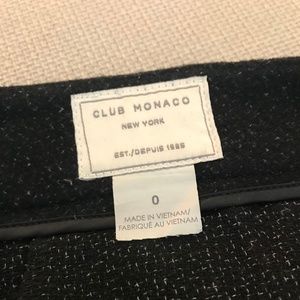 CLUB MONACO
NEW YORK
EST./DEPUIS 1985
0
MADE IN VIETNAM/
FABRIQUÉ AU VIETNAM